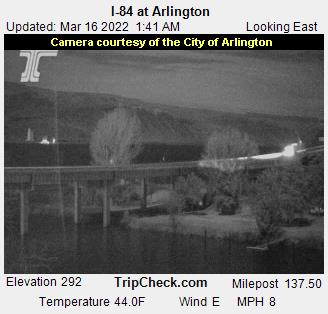 I-84 at Arlington
Updated: Mar 16 2022 1:41 AM Looking East
Camera courtesy of the City of Arlington
Elevation 292 TripCheck.com Milepost 137.50
Temperature 44.0F Wind E MPH 8